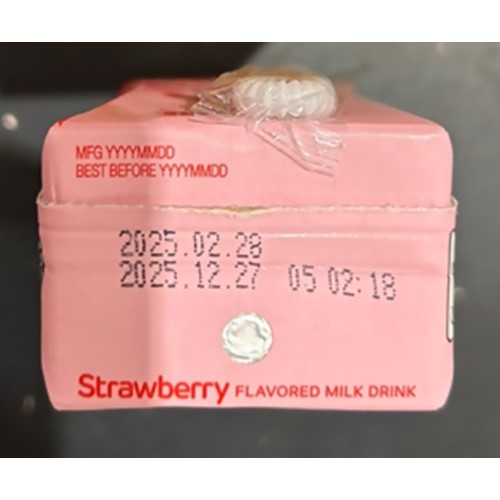 MFG YYYYMMDD
BEST BEFORE YYYYMMDD
2025.02.28
2025.12.27 05 02:18
Strawberry FLAVORED MILK DRINK